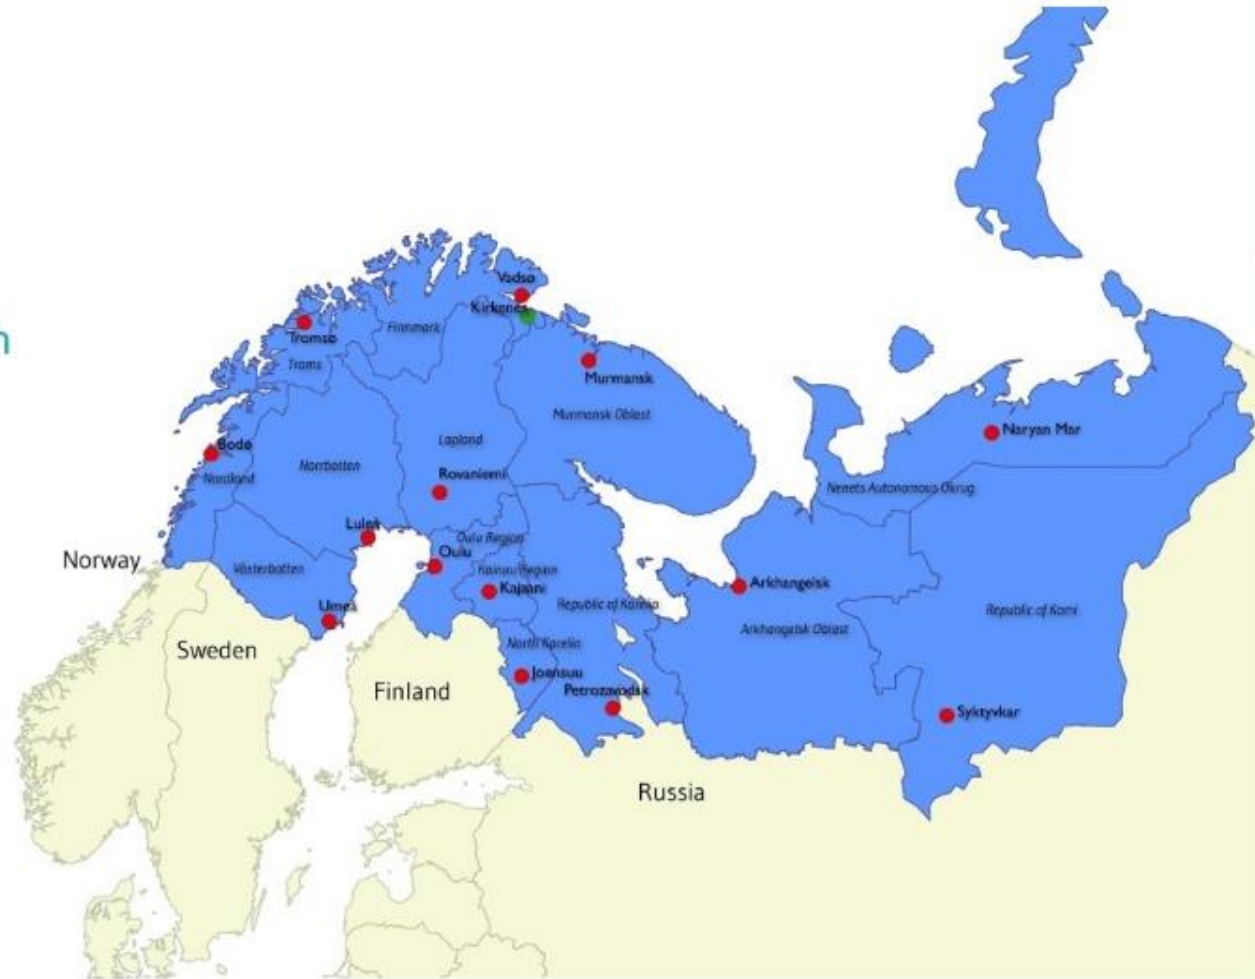 Vadsø
Kirkenes
n
Tromsø
Finnmark
Troms
Murmansk
Murmansk Oblast
Bodø
Lapland
Naryan Mar
Norrbotten
Rovaniemi
Nordland
Nenets Autonomous Okrug
Luleå
Oulu Region
Norway
Oulu
Västerbotten
Kainuu Region
Kajaani
Arkhangelsk
Umeå
Republic of Karelia
Republic of Komi
Arkhangelsk Oblast
Sweden
North Karelia
Joensuu
Finland
Petrozavodsk
Syktyvkar
Russia